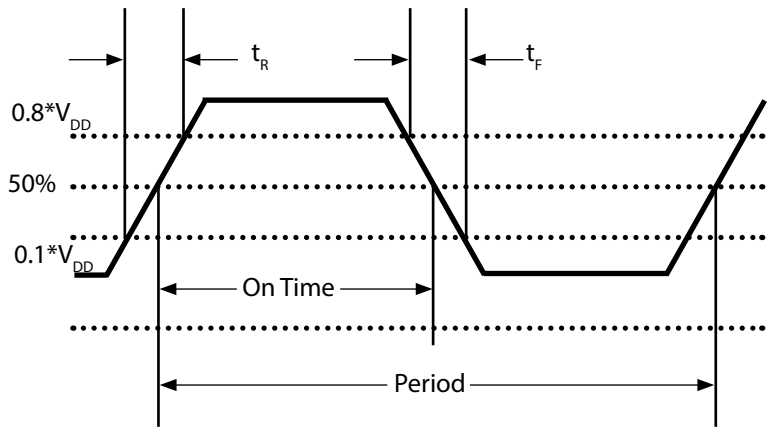 t_R
t_F
0.8*V_DD
50%
0.1*V_DD
On Time
Period